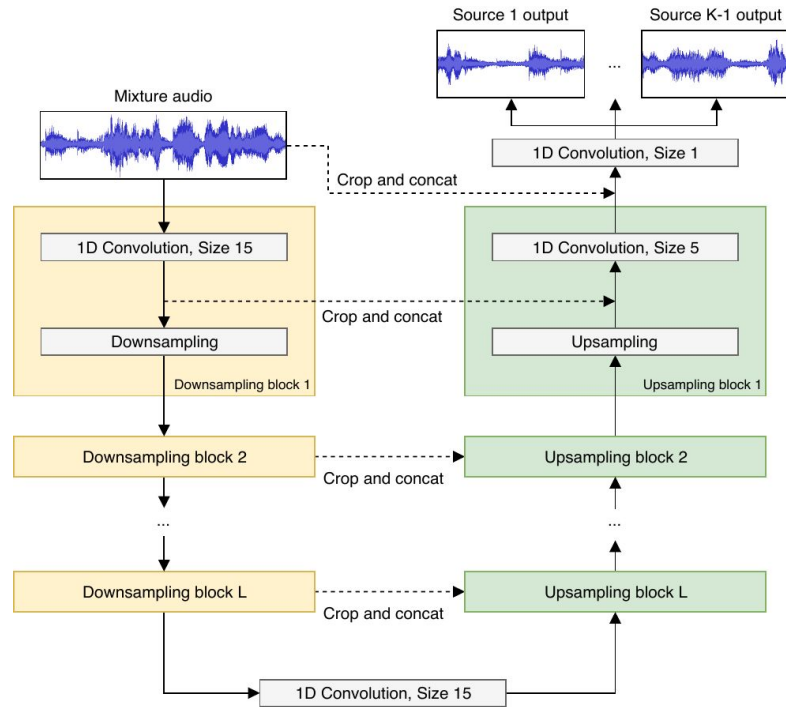 Source 1 output
Source K-1 output
...
Mixture audio
1D Convolution, Size 1
Crop and concat
1D Convolution, Size 15
1D Convolution, Size 5
Crop and concat
Downsampling
Upsampling
Downsampling block 1
Upsampling block 1
Downsampling block 2
Upsampling block 2
Crop and concat
...
...
Downsampling block L
Upsampling block L
Crop and concat
1D Convolution, Size 15